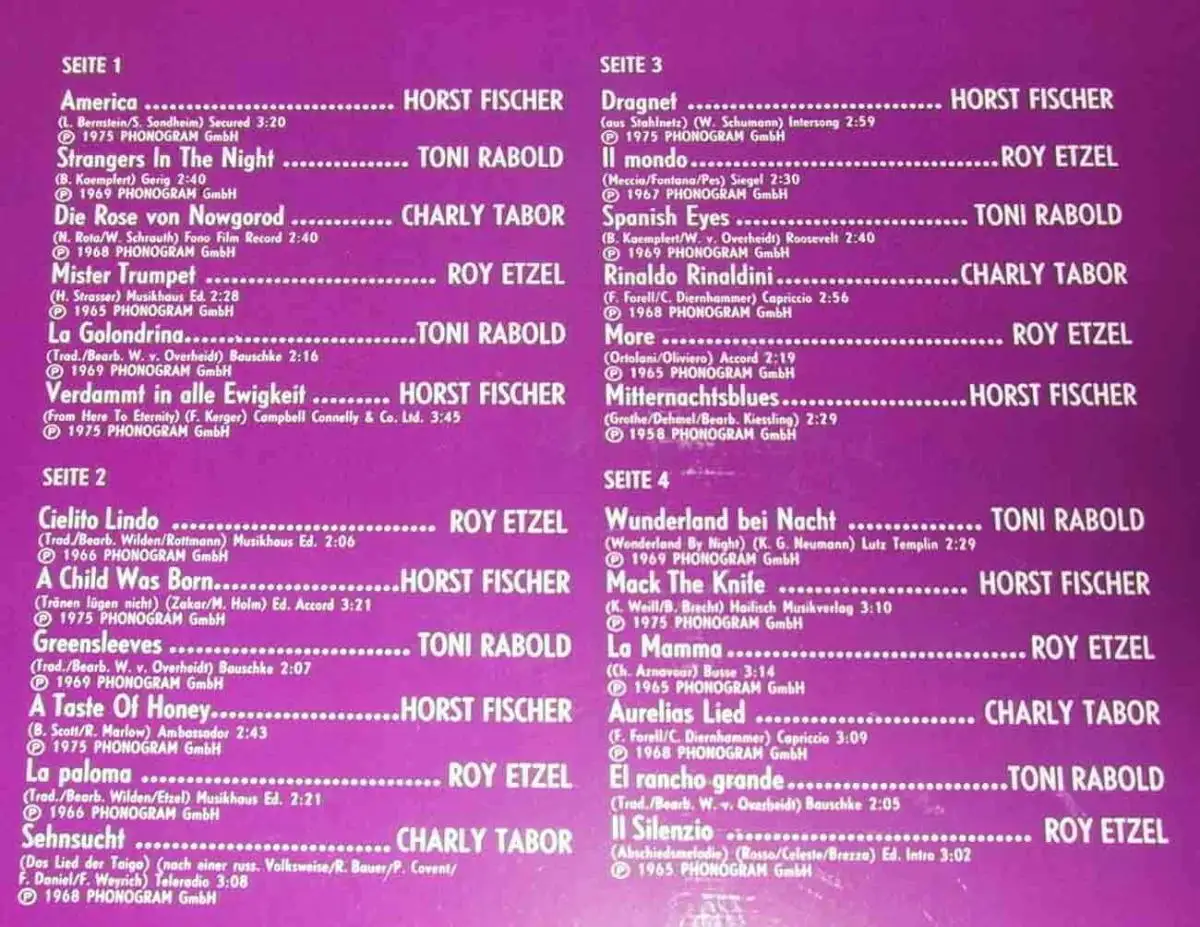 SEITE 1
America ............................ HORST FISCHER
(L. Bernstein/S. Sondheim) Secured 3:20
Ⓟ 1975 PHONOGRAM GmbH
Strangers In The Night .............. TONI RABOLD
(B. Kaempfert) Gerig 2:40
Ⓟ 1969 PHONOGRAM GmbH
Die Rose von Nowgorod ........... CHARLY TABOR
(N. Rota/W. Schrauth) Fono Film Record 2:40
Ⓟ 1968 PHONOGRAM GmbH
Mister Trumpet .......................... ROY ETZEL
(H. Strasser) Musikhaus Ed. 2:28
Ⓟ 1965 PHONOGRAM GmbH
La Golondrina..........................TONI RABOLD
(Trad./Bearb. W. v. Overheidt) Bauschke 2:16
Ⓟ 1969 PHONOGRAM GmbH
Verdammt in alle Ewigkeit ......... HORST FISCHER
(From Here To Eternity) (F. Kerger) Campbell Connelly & Co. Ltd. 3:45
Ⓟ 1975 PHONOGRAM GmbH
SEITE 2
Cielito Lindo .............................. ROY ETZEL
(Trad./Bearb. Wilden/Rottmann) Musikhaus Ed. 2:06
Ⓟ 1966 PHONOGRAM GmbH
A Child Was Born.....................HORST FISCHER
(Tränen lügen nicht) (Zakar/M. Holm) Ed. Accord 3:21
Ⓟ 1975 PHONOGRAM GmbH
Greensleeves ........................... TONI RABOLD
(Trad./Bearb. W. v. Overheidt) Bauschke 2:07
Ⓟ 1969 PHONOGRAM GmbH
A Taste Of Honey.....................HORST FISCHER
(B. Scott/R. Marlow) Ambassador 2:43
Ⓟ 1975 PHONOGRAM GmbH
La paloma ................................. ROY ETZEL
(Trad./Bearb. Wilden/Etzel) Musikhaus Ed. 2:21
Ⓟ 1966 PHONOGRAM GmbH
Sehnsucht ............................. CHARLY TABOR
(Das Lied der Taiga) (nach einer russ. Volksweise/R. Bauer/P. Covent/
F. Daniel/F. Weyrich) Teleradio 3:08
Ⓟ 1968 PHONOGRAM GmbH
SEITE 3
Dragnet ............................ HORST FISCHER
(aus Stahlnetz) (W. Schumann) Intersong 2:59
Ⓟ 1975 PHONOGRAM GmbH
Il mondo..................................ROY ETZEL
(Meccia/Fontana/Pes) Siegel 2:30
Ⓟ 1967 PHONOGRAM GmbH
Spanish Eyes .......................... TONI RABOLD
(B. Kaempfert/W. v. Overheidt) Roosevelt 2:40
Ⓟ 1969 PHONOGRAM GmbH
Rinaldo Rinaldini.....................CHARLY TABOR
(F. Forell/C. Diernhammer) Capriccio 2:56
Ⓟ 1968 PHONOGRAM GmbH
More ...................................... ROY ETZEL
(Ortolani/Oliviero) Accord 2:19
Ⓟ 1965 PHONOGRAM GmbH
Mitternachtsblues.....................HORST FISCHER
(Grothe/Dehmel/Bearb. Kiessling) 2:29
Ⓟ 1958 PHONOGRAM GmbH
SEITE 4
Wunderland bei Nacht ............... TONI RABOLD
(Wonderland By Night) (K. G. Neumann) Lutz Templin 2:29
Ⓟ 1969 PHONOGRAM GmbH
Mack The Knife ...................... HORST FISCHER
(K. Weill/B. Brecht) Haifisch Musikverlag 3:10
Ⓟ 1975 PHONOGRAM GmbH
La Mamma..................................ROY ETZEL
(Ch. Aznavour) Busse 3:14
Ⓟ 1965 PHONOGRAM GmbH
Aurelias Lied ........................ CHARLY TABOR
(F. Forell/C. Diernhammer) Capriccio 3:09
Ⓟ 1968 PHONOGRAM GmbH
El rancho grande........................TONI RABOLD
(Trad./Bearb. W. v. Overheidt) Bauschke 2:05
Il Silenzio .................................. ROY ETZEL
(Abschiedsmelodie) (Rosso/Celeste/Brezza) Ed. Intro 3:02
Ⓟ 1965 PHONOGRAM GmbH